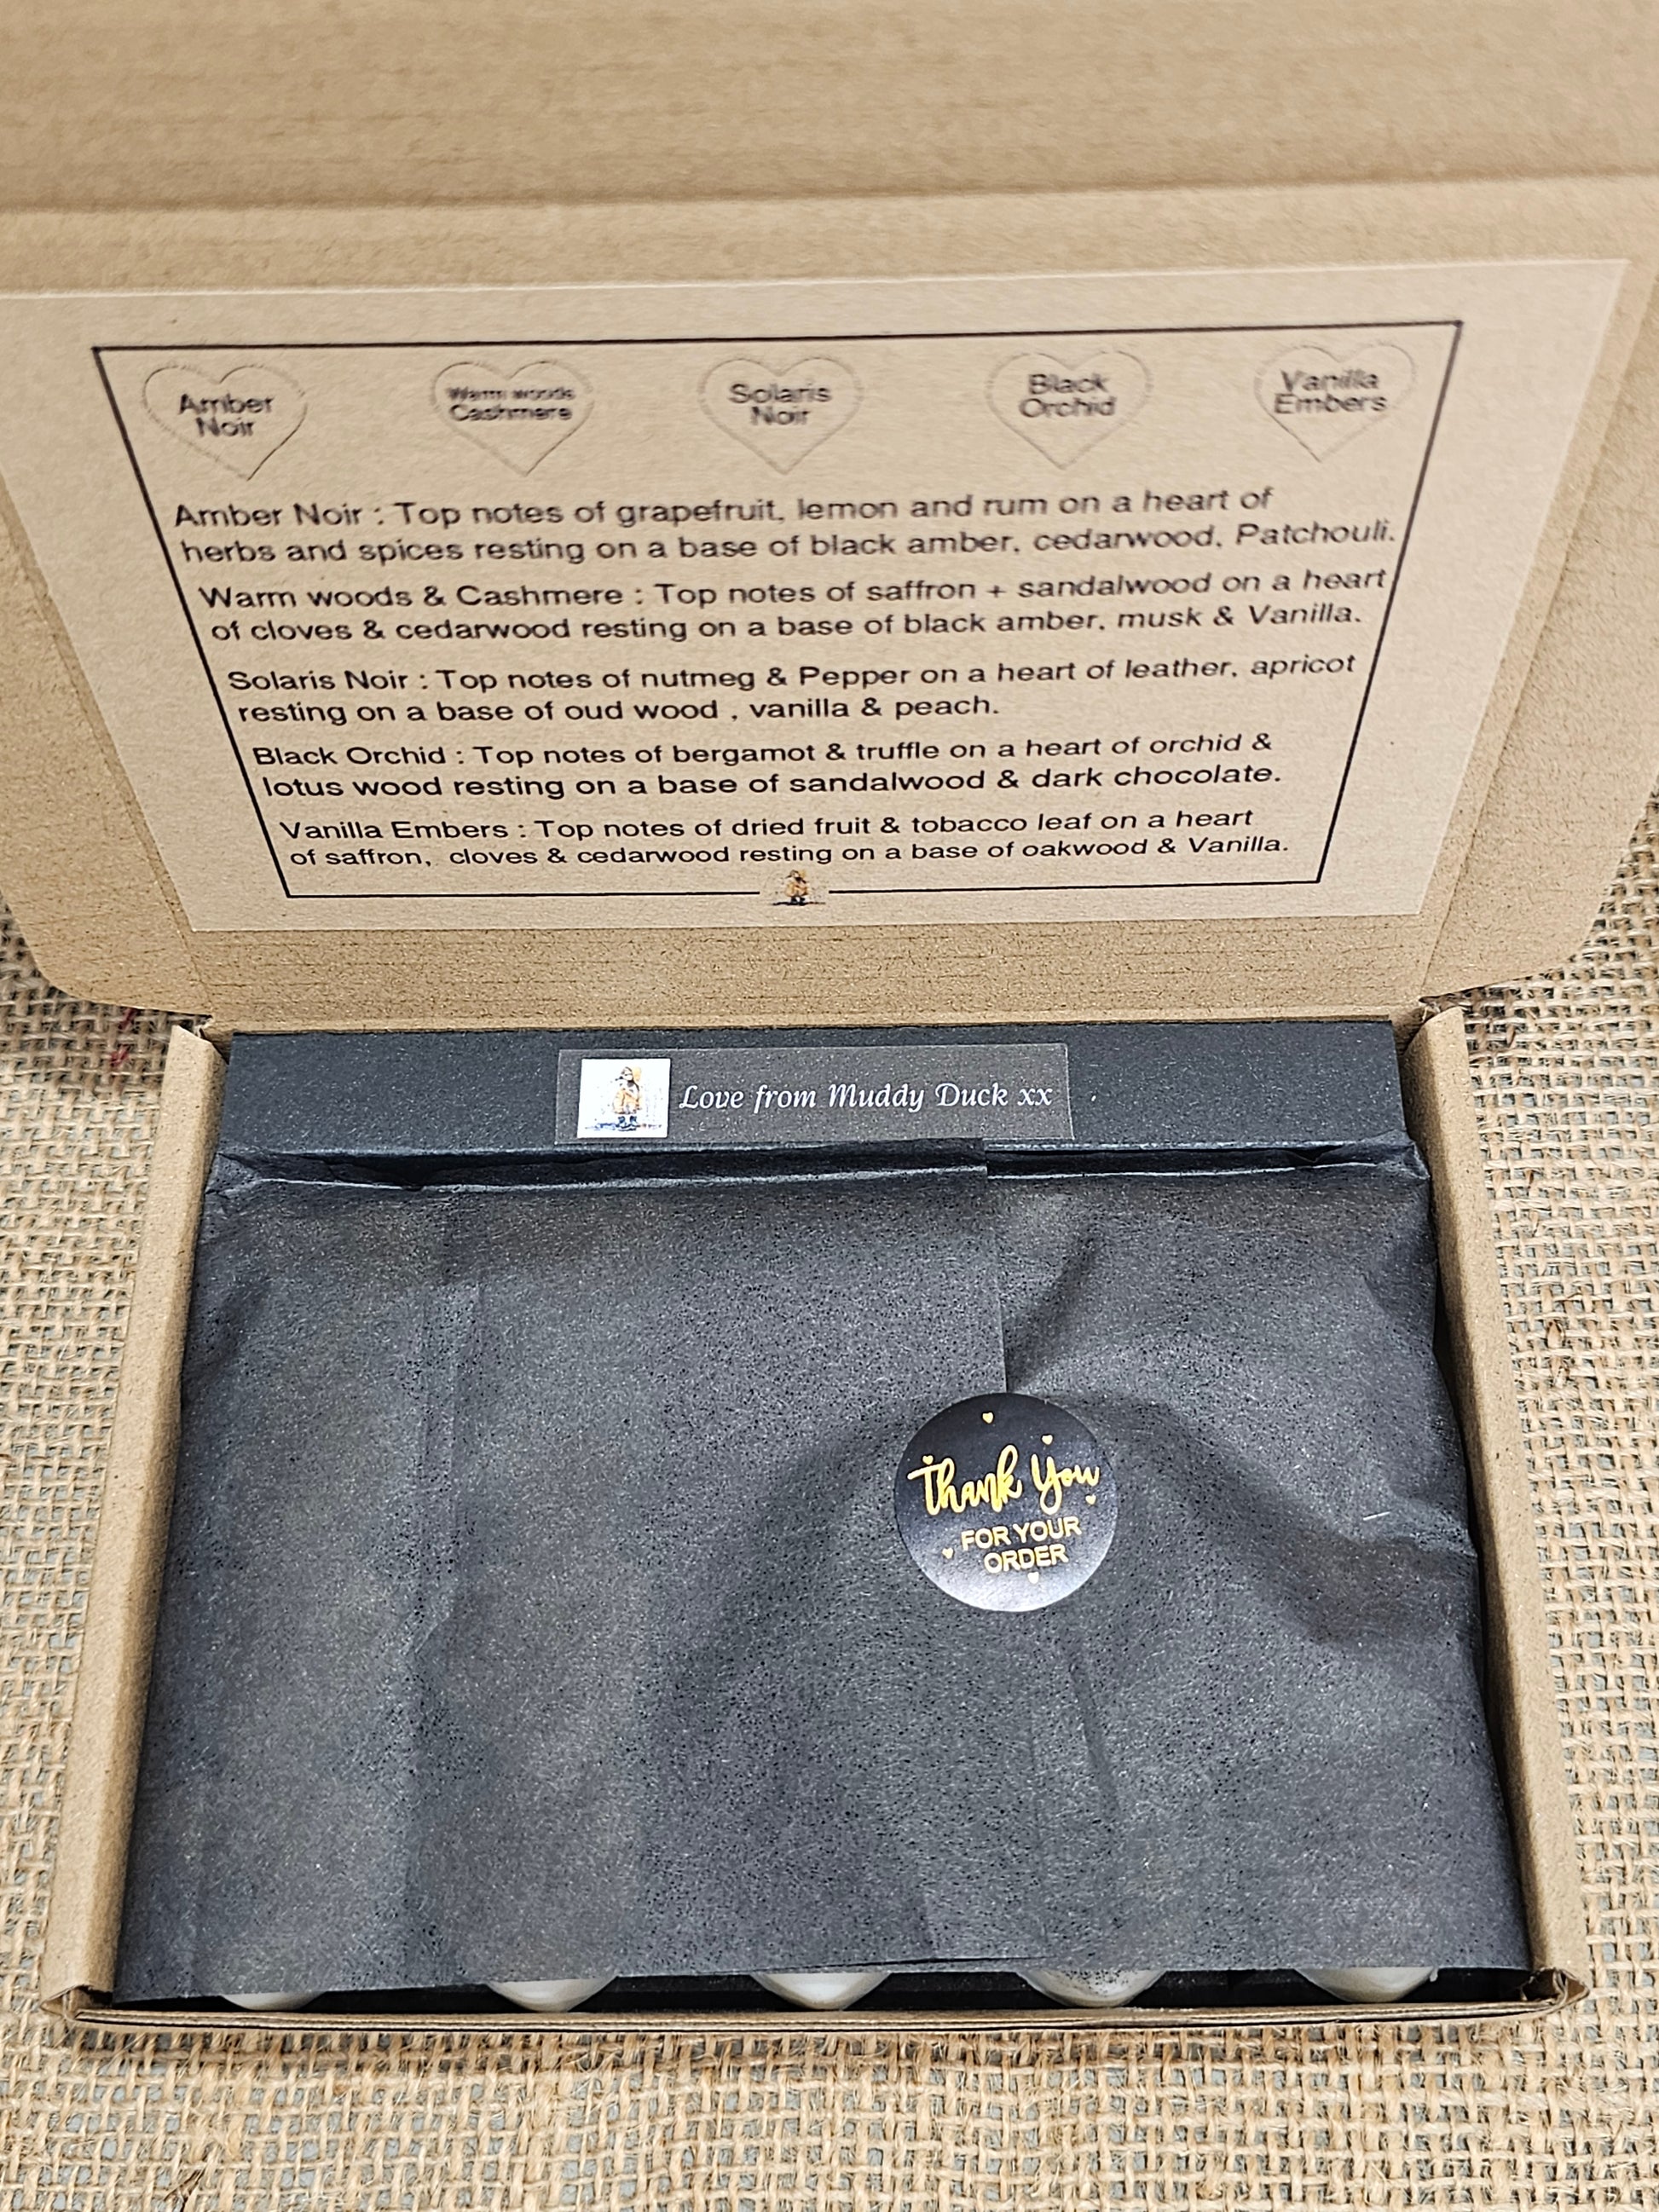 Amber
Noir
Warm woods
Cashmere
Solaris
Noir
Black
Orchid
Vanilla
Embers
Amber Noir : Top notes of grapefruit, lemon and rum on a heart of
herbs and spices resting on a base of black amber, cedarwood, Patchouli.
Warm woods & Cashmere : Top notes of saffron + sandalwood on a heart
of cloves & cedarwood resting on a base of black amber, musk & Vanilla.
Solaris Noir : Top notes of nutmeg & Pepper on a heart of leather, apricot
resting on a base of oud wood , vanilla & peach.
Black Orchid : Top notes of bergamot & truffle on a heart of orchid &
lotus wood resting on a base of sandalwood & dark chocolate.
Vanilla Embers : Top notes of dried fruit & tobacco leaf on a heart
of saffron, cloves & cedarwood resting on a base of oakwood & Vanilla.
Love from Muddy Duck xx
Thank You
FOR YOUR
ORDER